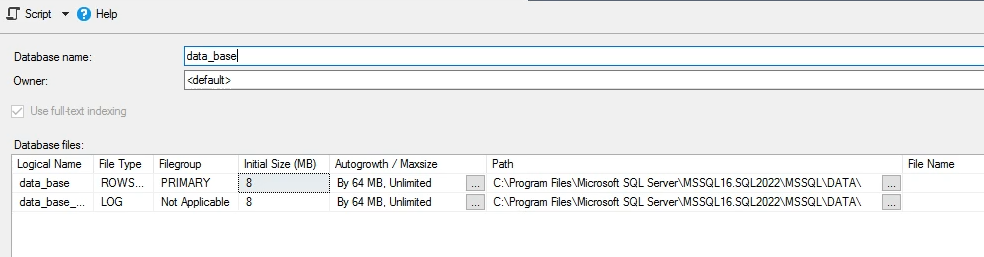 Script Help
Database name: data_base
Owner: <default>
Use full-text indexing
Database files:
Logical Name File Type Filegroup Initial Size (MB) Autogrowth / Maxsize Path File Name
data_base ROWS... PRIMARY 8 By 64 MB, Unlimited ... C:\Program Files\Microsoft SQL Server\MSSQL16.SQL2022\MSSQL\DATA\ ...
data_base_... LOG Not Applicable 8 By 64 MB, Unlimited ... C:\Program Files\Microsoft SQL Server\MSSQL16.SQL2022\MSSQL\DATA\ ...